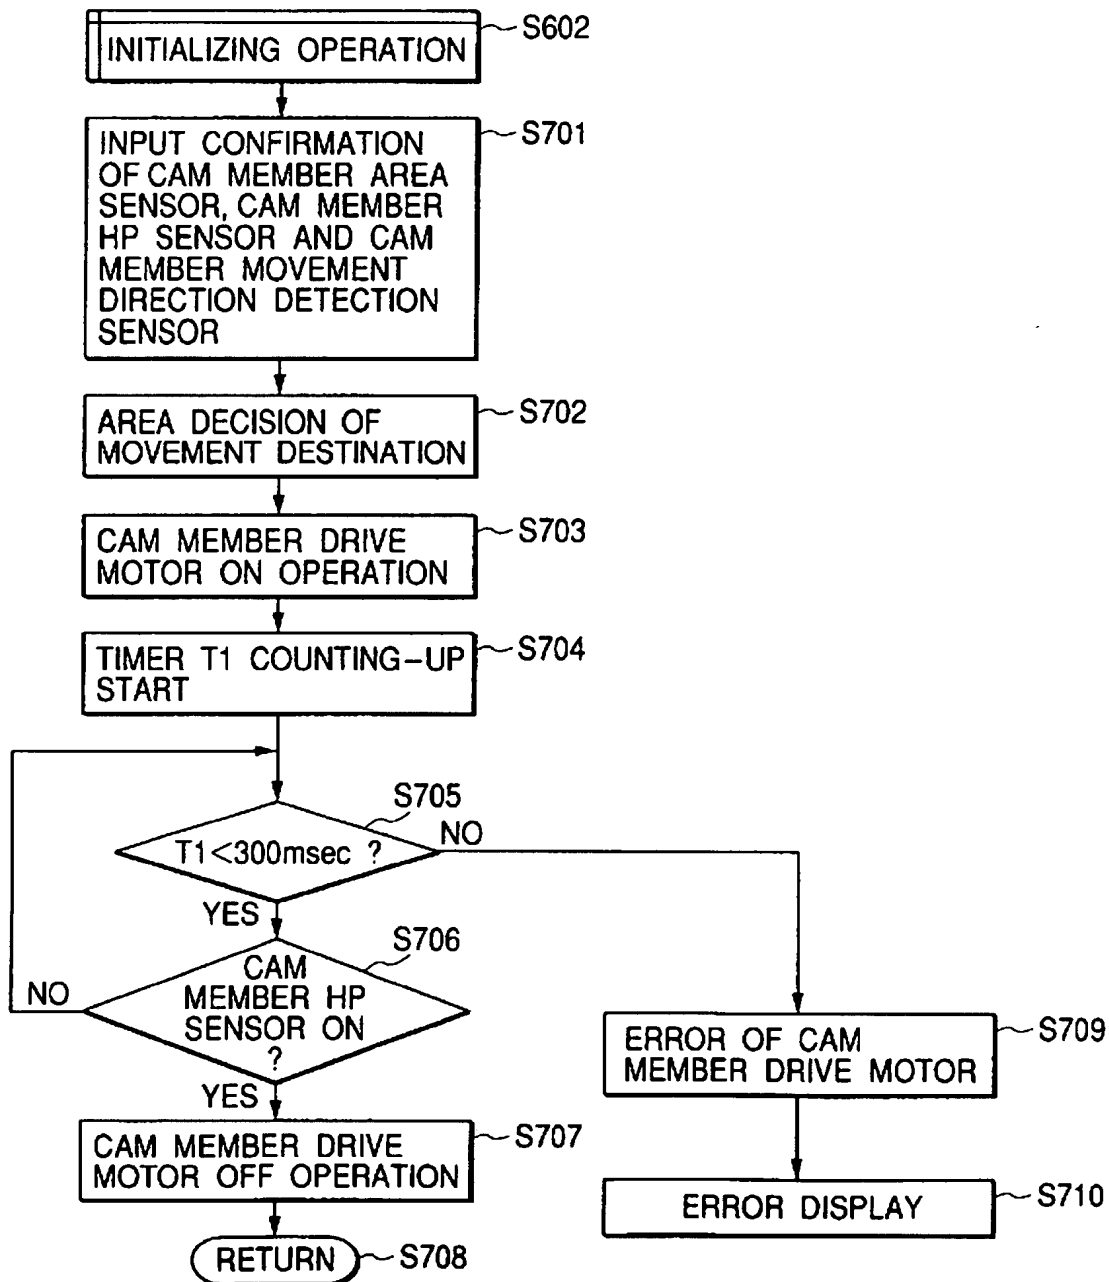 S602
INITIALIZING OPERATION
S701
INPUT CONFIRMATION
OF CAM MEMBER AREA
SENSOR, CAM MEMBER
HP SENSOR AND CAM
MEMBER MOVEMENT
DIRECTION DETECTION
SENSOR
S702
AREA DECISION OF
MOVEMENT DESTINATION
S703
CAM MEMBER DRIVE
MOTOR ON OPERATION
S704
TIMER T1 COUNTING-UP
START
S705
T1<300msec ?
NO
YES
S706
CAM
MEMBER HP
SENSOR ON
?
NO
YES
S707
CAM MEMBER DRIVE
MOTOR OFF OPERATION
RETURN
S708
S709
ERROR OF CAM
MEMBER DRIVE MOTOR
S710
ERROR DISPLAY